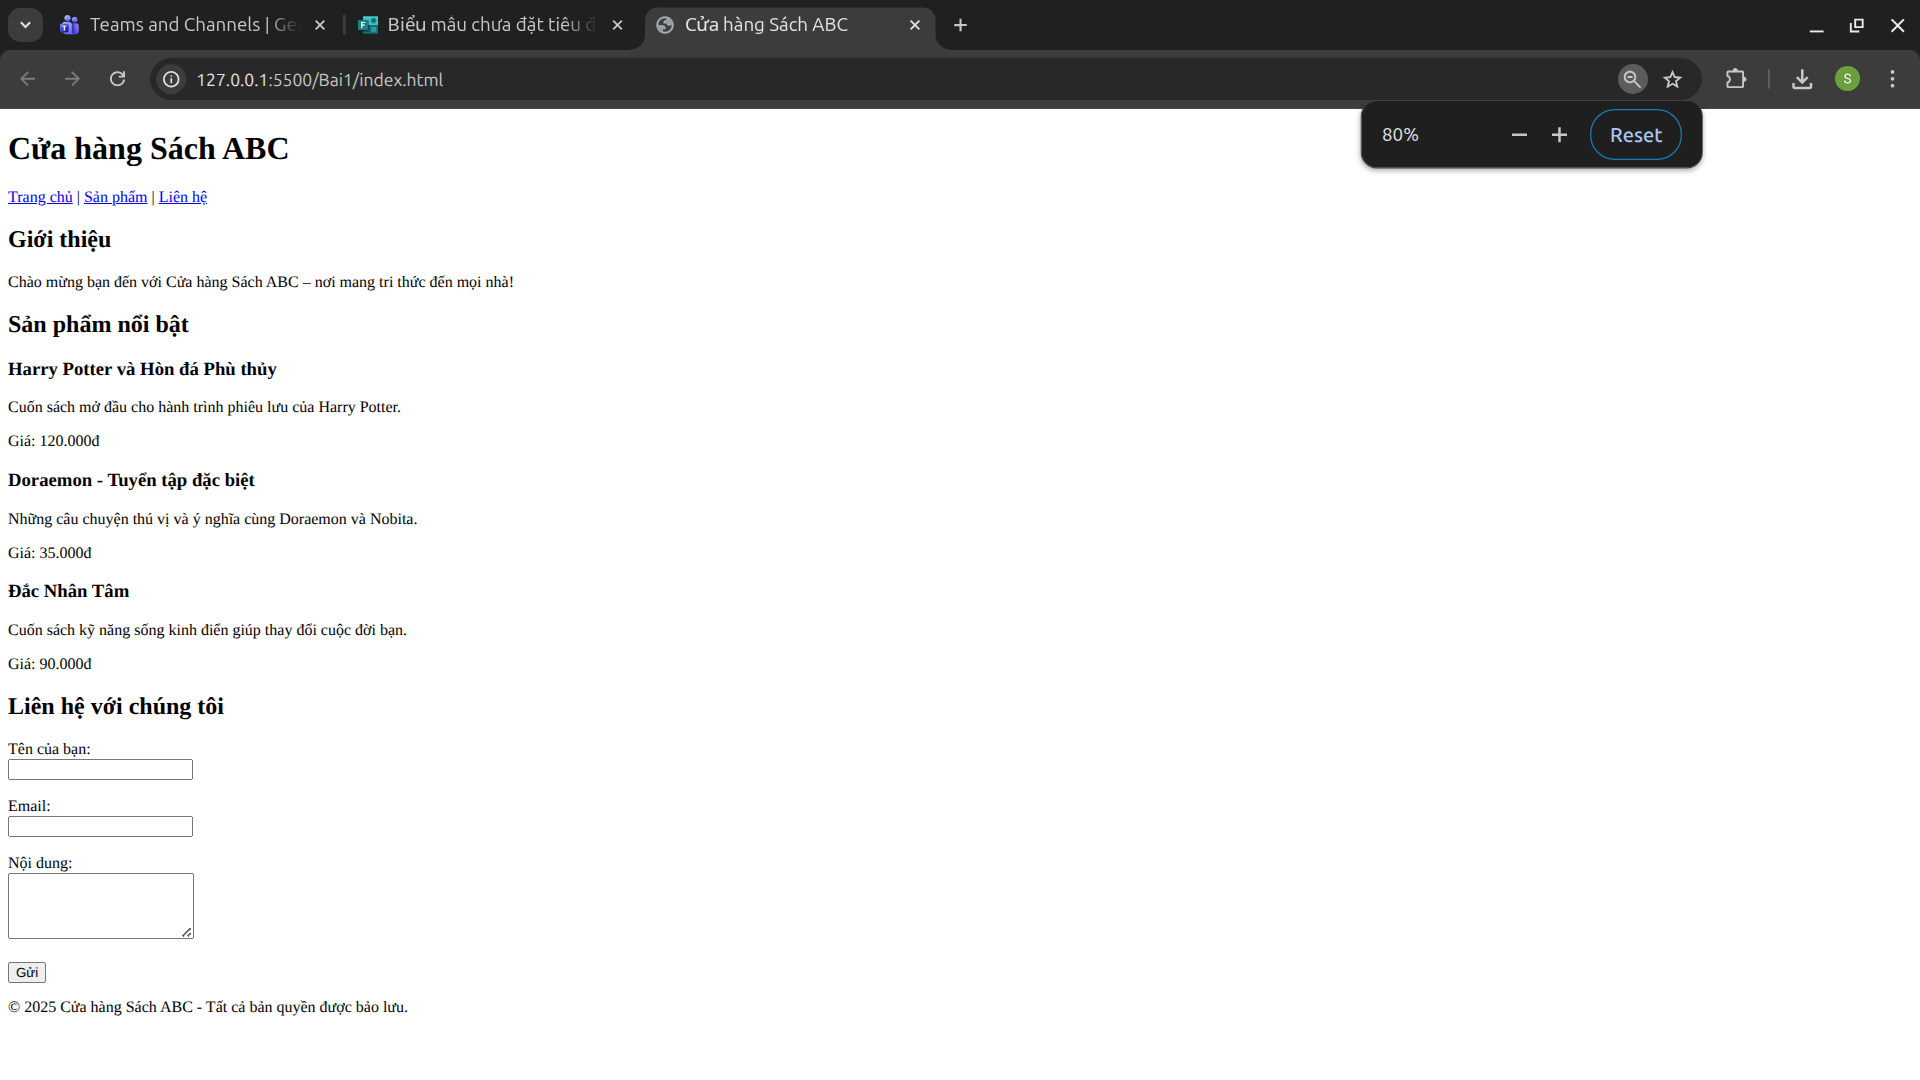 Teams and Channels | Ge
Biểu mẫu chưa đặt tiêu đ
Cửa hàng Sách ABC
127.0.0.1:5500/Bai1/index.html
S
80%
Reset
Cửa hàng Sách ABC
Trang chủ | Sản phẩm | Liên hệ
Giới thiệu
Chào mừng bạn đến với Cửa hàng Sách ABC – nơi mang tri thức đến mọi nhà!
Sản phẩm nổi bật
Harry Potter và Hòn đá Phù thủy
Cuốn sách mở đầu cho hành trình phiêu lưu của Harry Potter.
Giá: 120.000đ
Doraemon - Tuyển tập đặc biệt
Những câu chuyện thú vị và ý nghĩa cùng Doraemon và Nobita.
Giá: 35.000đ
Đắc Nhân Tâm
Cuốn sách kỹ năng sống kinh điển giúp thay đổi cuộc đời bạn.
Giá: 90.000đ
Liên hệ với chúng tôi
Tên của bạn:
Email:
Nội dung:
Gửi
© 2025 Cửa hàng Sách ABC - Tất cả bản quyền được bảo lưu.